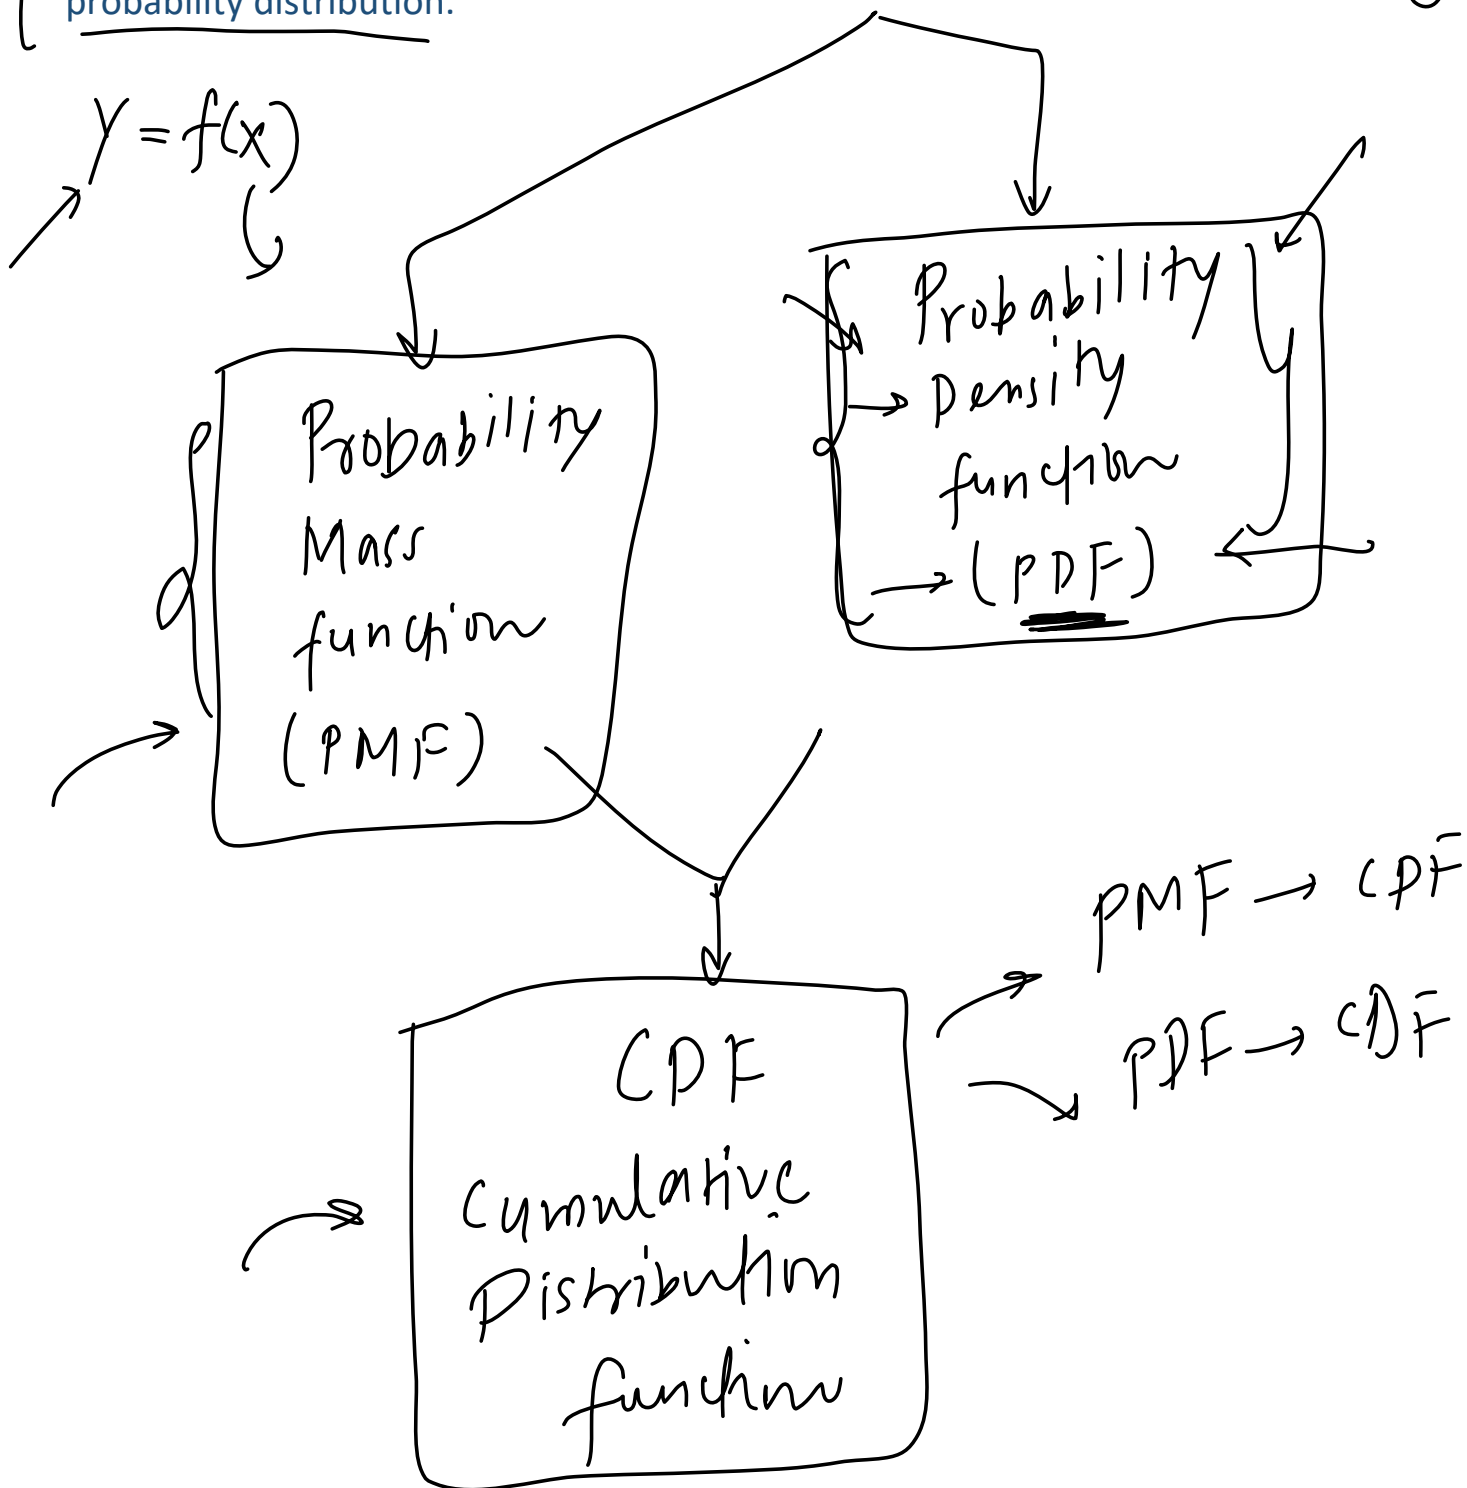 probability distribution.
y = f(x)
Probability
Density
function
(PDF)
Probability
Mass
function
(PMF)
PMF → CDF
PDF → CDF
CDF
Cumulative
Distribution
function